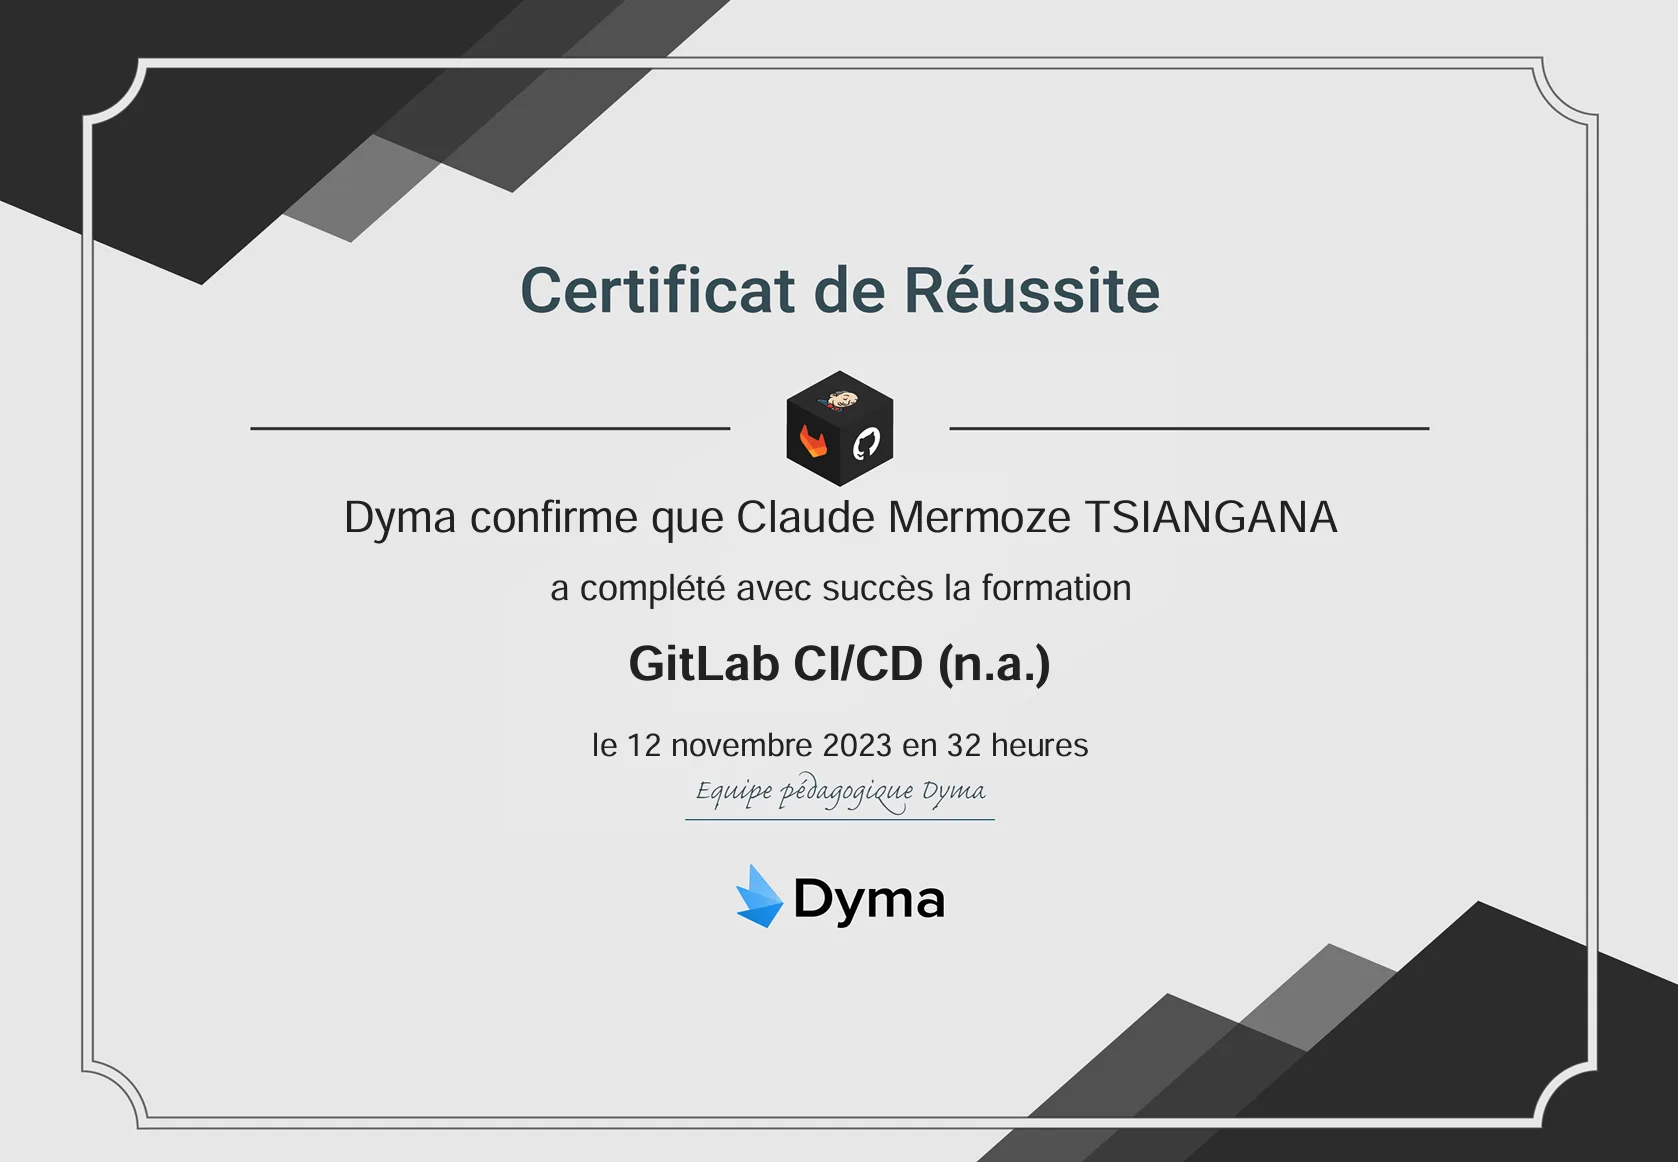 Certificat de Réussite
Dyma confirme que Claude Mermoze TSIANGANA
a complété avec succès la formation
GitLab CI/CD (n.a.)
le 12 novembre 2023 en 32 heures
Equipe pédagogique Dyma
Dyma